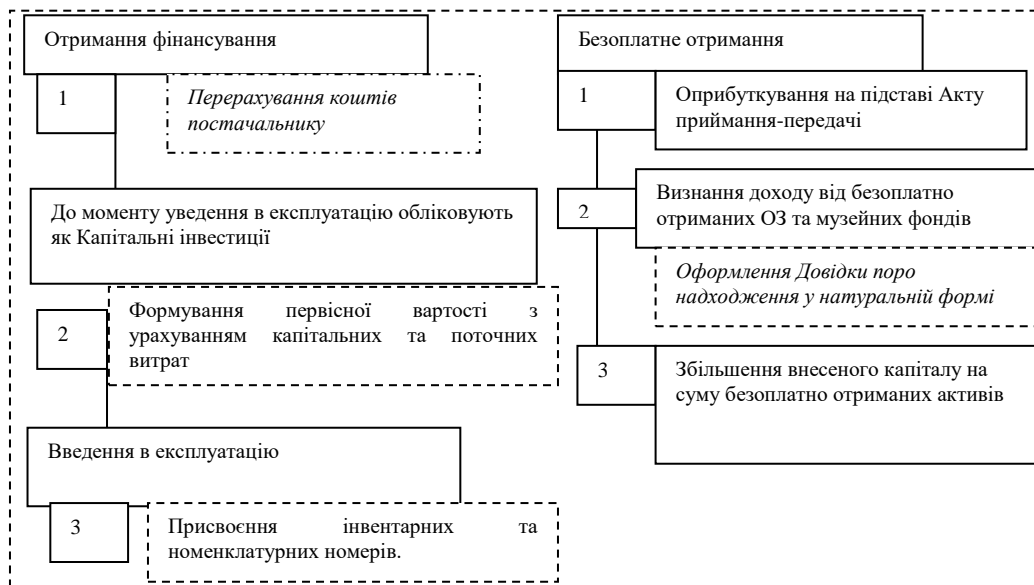 Отримання фінансування
1
Перерахування коштів
постачальнику
До моменту уведення в експлуатацію обліковують
як Капітальні інвестиції
2
Формування первісної вартості з
урахуванням капітальних та поточних
витрат
Введення в експлуатацію
3
Присвоєння інвентарних та
номенклатурних номерів.
Безоплатне отримання
1
Оприбуткування на підставі Акту
приймання-передачі
2
Визнання доходу від безоплатно
отриманих ОЗ та музейних фондів
Оформлення Довідки поро
надходження у натуральній формі
3
Збільшення внесеного капіталу на
суму безоплатно отриманих активів